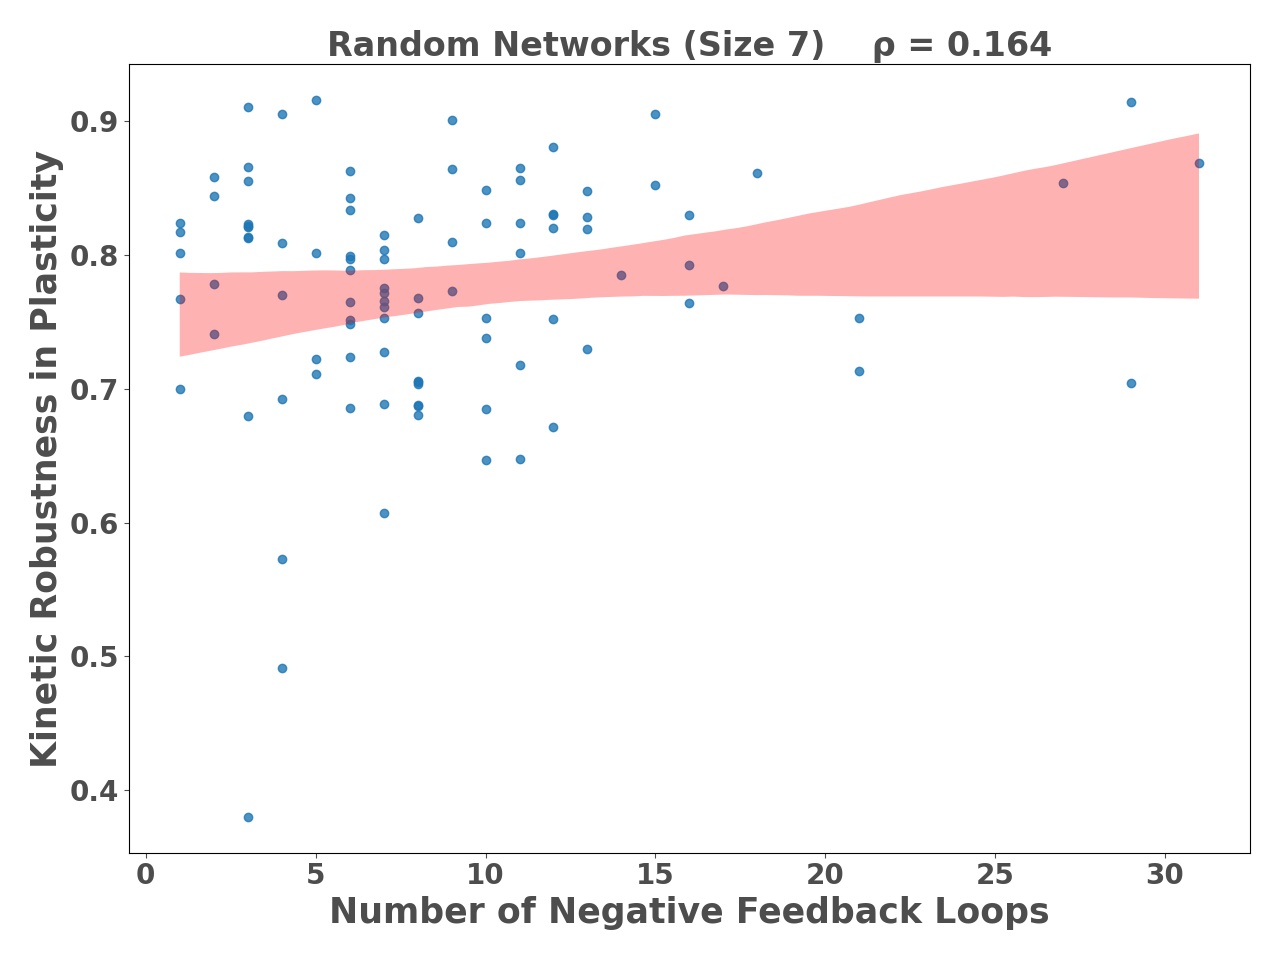 Random Networks (Size 7)    ρ = 0.164
Kinetic Robustness in Plasticity
0.9
0.8
0.7
0.6
0.5
0.4
0 5 10 15 20 25 30
Number of Negative Feedback Loops